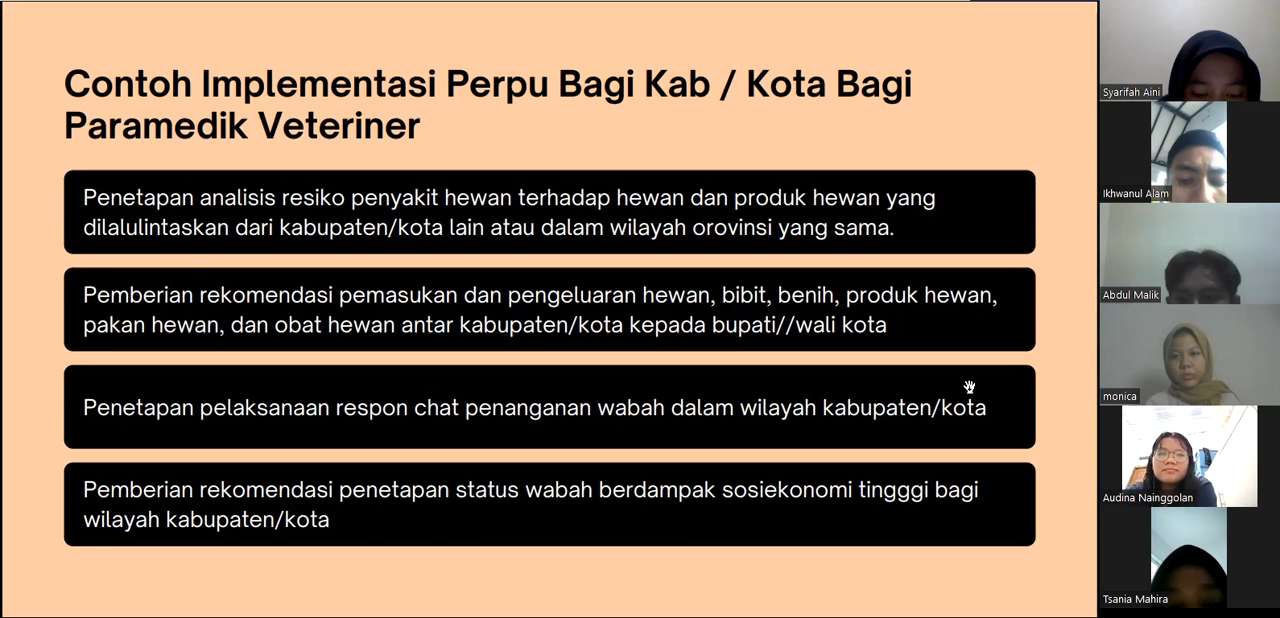 Contoh Implementasi Perpu Bagi Kab / Kota Bagi
Paramedik Veteriner
Penetapan analisis resiko penyakit hewan terhadap hewan dan produk hewan yang
dilalulintaskan dari kabupaten/kota lain atau dalam wilayah orovinsi yang sama.
Pemberian rekomendasi pemasukan dan pengeluaran hewan, bibit, benih, produk hewan,
pakan hewan, dan obat hewan antar kabupaten/kota kepada bupati//wali kota
Penetapan pelaksanaan respon chat penanganan wabah dalam wilayah kabupaten/kota
Pemberian rekomendasi penetapan status wabah berdampak sosiekonomi tingggi bagi
wilayah kabupaten/kota
Syarifah Aini
Ikhwanul Alam
Abdul Malik
monica
Audina Nainggolan
Tsania Mahira